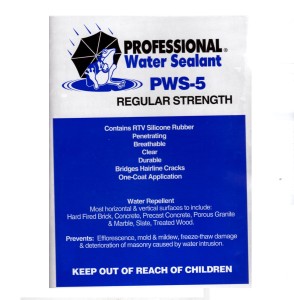 PROFESSIONAL®
Water Sealant
PWS-5
REGULAR STRENGTH
Contains RTV Silicone Rubber
Penetrating
Breathable
Clear
Durable
Bridges Hairline Cracks
One-Coat Application
Water Repellent
Most horizontal & vertical surfaces to include:
Hard Fired Brick, Concrete, Precast Concrete, Porous Granite
& Marble, Slate, Treated Wood.
Prevents: Efflorescence, mold & mildew, freeze-thaw damage
& deterioration of masonry caused by water intrusion.
KEEP OUT OF REACH OF CHILDREN